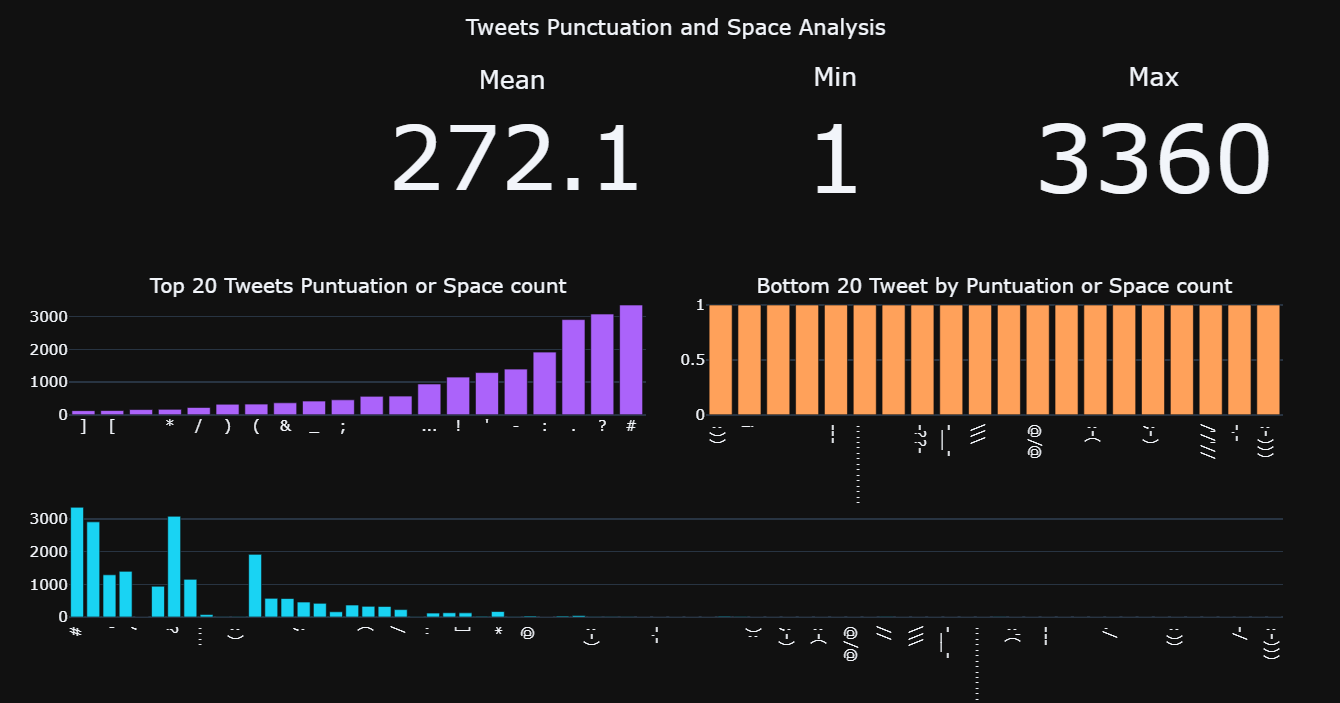 Tweets Punctuation and Space Analysis
Mean
Min
Max
272.1
1
3360
Top 20 Tweets Puntuation or Space count
Bottom 20 Tweet by Puntuation or Space count
3000
2000
1000
0
] [ * / ) ( & _ ; ... ! ' - : . ? #
1
0.5
0
@/@
3000
2000
1000
0
# ? ) / : * @ @/@